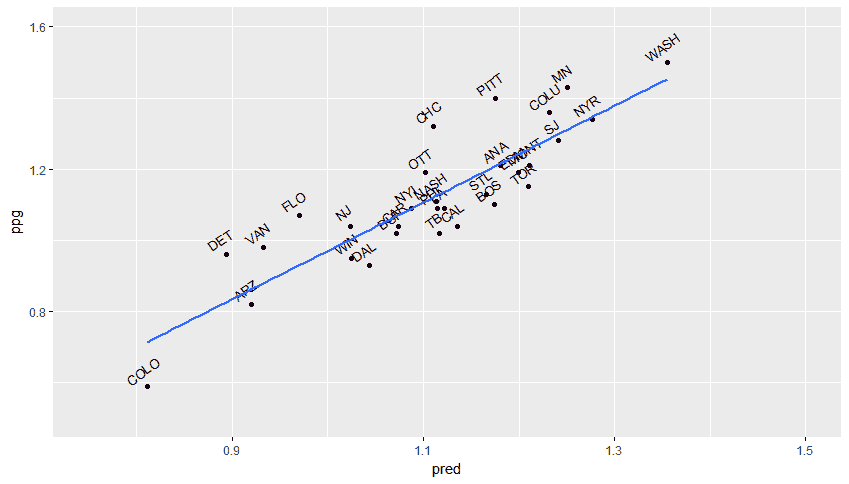 1.6
1.2
0.8
ppg
WASH
MN
PITT
COLU
NYR
CHC
SJ
ANA
OTT
MONT
TOR
NASH
STL
BOS
NYI
CAR
TB
CAL
FLO
NJ
VAN
DET
WIN
DAL
ARZ
COLO
0.9
1.1
1.3
1.5
pred